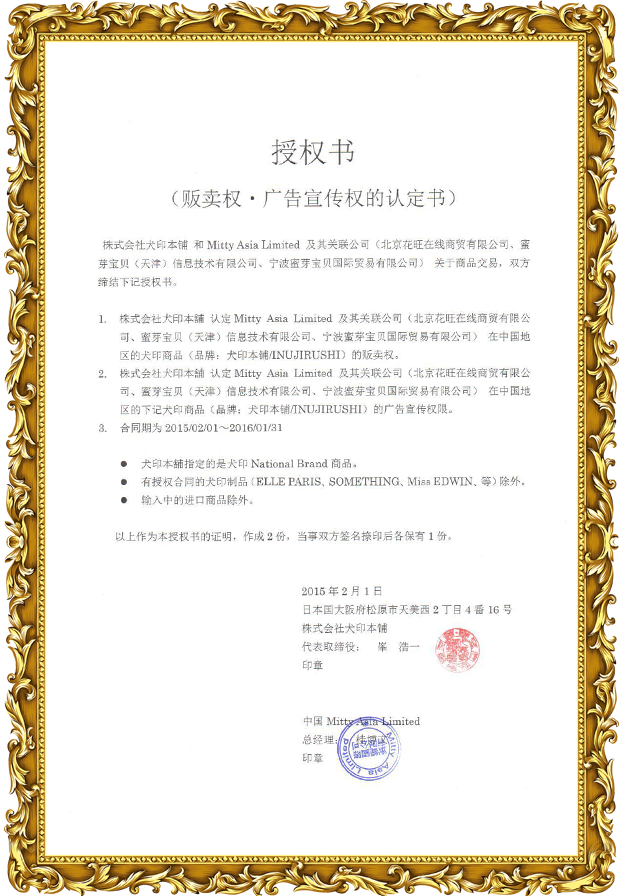 授权书
（贩卖权・广告宣传权的认定书）
株式会社犬印本铺 和 Mitty Asia Limited 及其关联公司（北京花旺在线商贸有限公司、蜜
芽宝贝（天津）信息技术有限公司、宁波蜜芽宝贝国际贸易有限公司） 关于商品交易，双方
缔结下记授权书。
1. 株式会社犬印本舗 认定 Mitty Asia Limited 及其关联公司（北京花旺在线商贸有限公
司、蜜芽宝贝（天津）信息技术有限公司、宁波蜜芽宝贝国际贸易有限公司） 在中国地
区的犬印商品（品牌：犬印本铺/INUJIRUSHI）的贩卖权。
2. 株式会社犬印本舗 认定 Mitty Asia Limited 及其关联公司（北京花旺在线商贸有限公
司、蜜芽宝贝（天津）信息技术有限公司、宁波蜜芽宝贝国际贸易有限公司） 在中国地
区的下记犬印商品（品牌：犬印本铺/INUJIRUSHI）的广告宣传权限。
3. 合同期为 2015/02/01～2016/01/31
● 犬印本舗指定的是犬印 National Brand 商品。
● 有授权合同的犬印制品（ELLE PARIS、SOMETHING、Miss EDWIN、等）除外。
● 输入中的进口商品除外。
以上作为本授权书的证明，作成 2 份，当事双方签名捺印后各保有 1 份。
2015 年 2 月 1 日
日本国大阪府松原市天美西 2 丁目 4 番 16 号
株式会社犬印本铺
代表取缔役： 峯 浩一
印章
中国 Mitty Asia Limited
总经理：
印章
Mitty Asia Limited